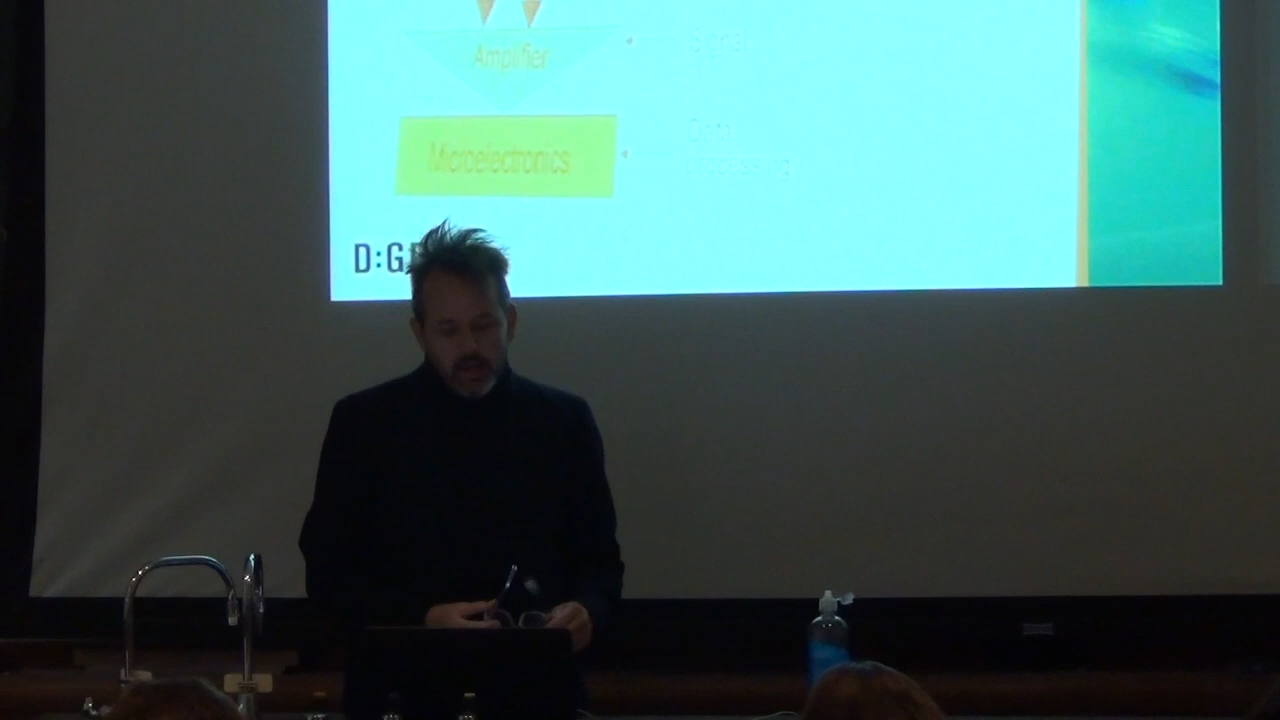 Amplifier
Signal
Microelectronics
Data
processing
D:G